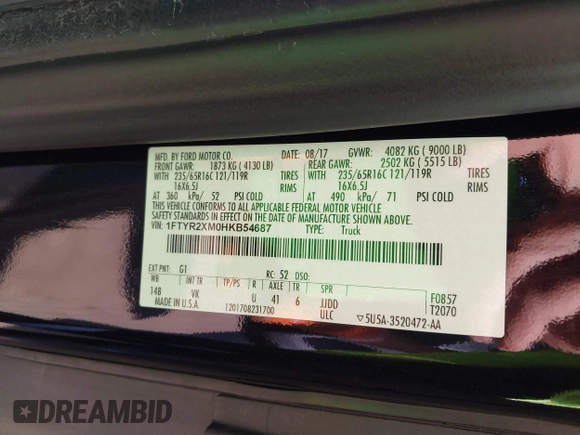 MFD. BY FORD MOTOR CO.
DATE: 08/17 GVWR: 4082 KG ( 9000 LB)
FRONT GAWR: 1873 KG ( 4130 LB) REAR GAWR: 2502 KG ( 5515 LB)
WITH 235/65R16C 121/119R TIRES WITH 235/65R16C 121/119R TIRES
16X6.5J RIMS 16X6.5J RIMS
AT 360 kPa/ 52 PSI COLD AT 490 kPa/ 71 PSI COLD
THIS VEHICLE CONFORMS TO ALL APPLICABLE FEDERAL MOTOR VEHICLE
SAFETY AND THEFT PREVENTION STANDARDS IN EFFECT ON THE
DATE OF MANUFACTURE SHOWN ABOVE.
VIN: 1FTYR2XM0HKB54687 TYPE: Truck
EXT PNT: G1 RC: 52 DSO:
WB INT TR TP/PS R AXLE TR SPR
148 VK U 41 6 JJDD F0857
MADE IN U.S.A. 1201708231700 ULC T2070
▽5U5A-3520472-AA
DREAMBID